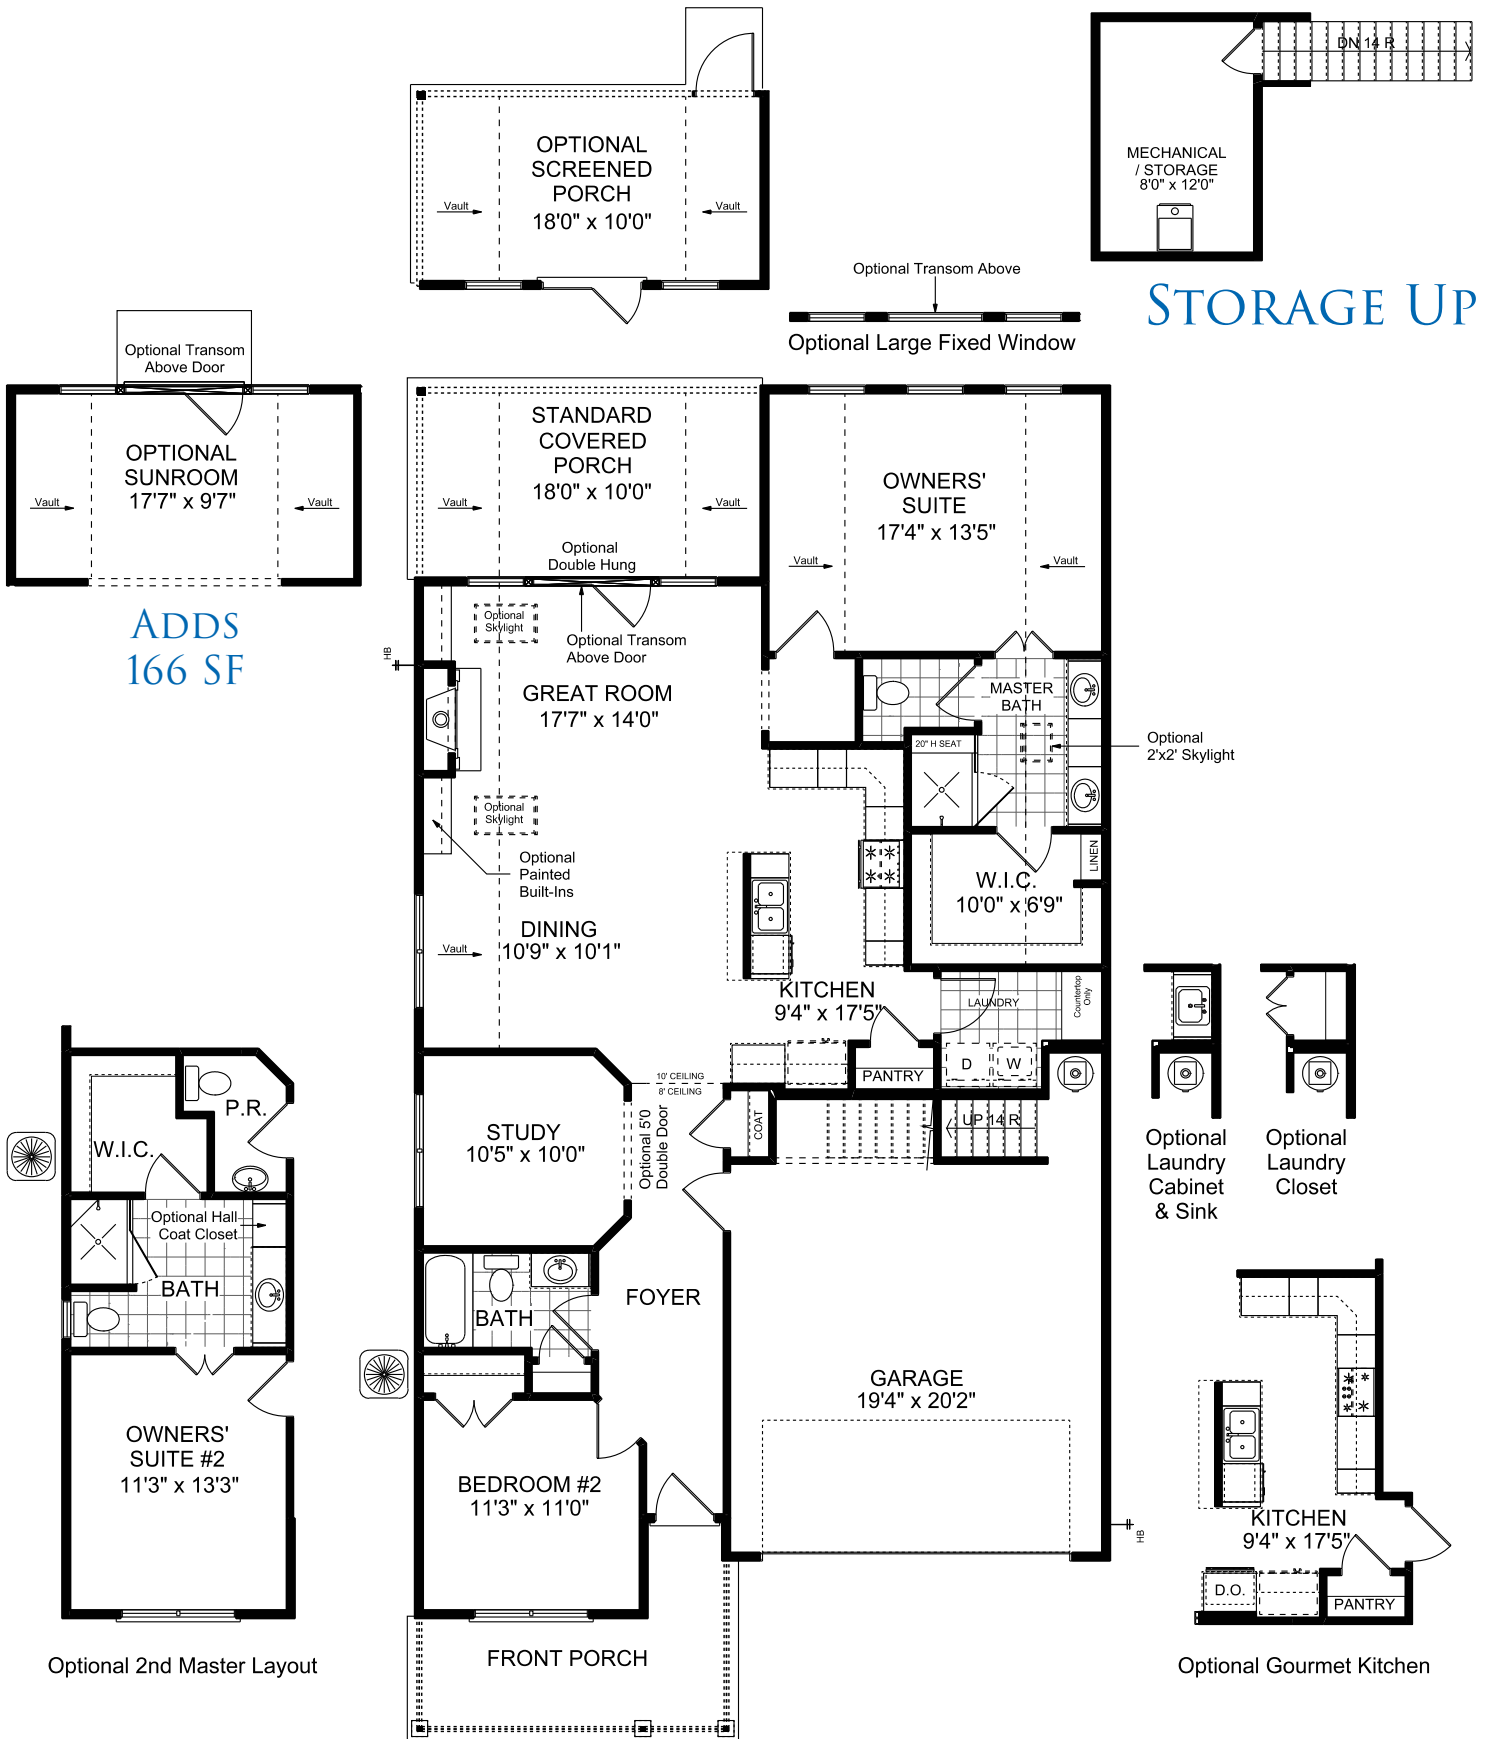 OPTIONAL
SCREENED
PORCH
18'0" x 10'0"
Vault
Vault
DN 14 R
MECHANICAL
/ STORAGE
8'0" x 12'0"
STORAGE UP
Optional Transom Above
Optional Large Fixed Window
Optional Transom
Above Door
OPTIONAL
SUNROOM
17'7" x 9'7"
Vault
Vault
ADDS
166 SF
STANDARD
COVERED
PORCH
18'0" x 10'0"
Vault
Vault
Optional
Double Hung
OWNERS'
SUITE
17'4" x 13'5"
Vault
Vault
Optional
Skylight
Optional Transom
Above Door
HB
GREAT ROOM
17'7" x 14'0"
MASTER
BATH
20" H SEAT
Optional
2'x2' Skylight
Optional
Skylight
Optional
Painted
Built-Ins
LINEN
W.I.C.
10'0" x 6'9"
DINING
10'9" x 10'1"
Vault
KITCHEN
9'4" x 17'5"
LAUNDRY
Countertop
Only
D
W
PANTRY
10' CEILING
8' CEILING
STUDY
10'5" x 10'0"
Optional 5'0
Double Door
COAT
UP 14 R
Optional
Laundry
Cabinet
& Sink
Optional
Laundry
Closet
P.R.
W.I.C.
Optional Hall
Coat Closet
BATH
OWNERS'
SUITE #2
11'3" x 13'3"
Optional 2nd Master Layout
BATH
FOYER
BEDROOM #2
11'3" x 11'0"
GARAGE
19'4" x 20'2"
HB
FRONT PORCH
KITCHEN
9'4" x 17'5"
D.O.
PANTRY
Optional Gourmet Kitchen